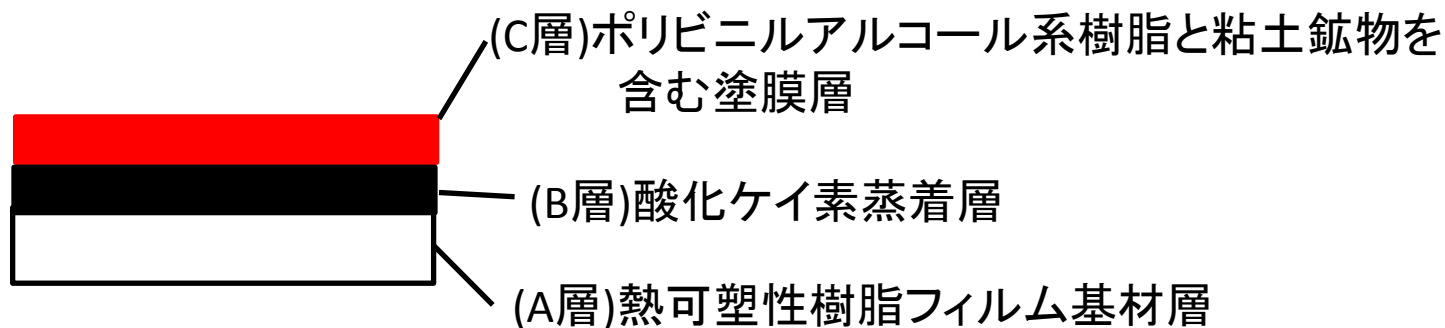 (C層)ポリビニルアルコール系樹脂と粘土鉱物を
含む塗膜層
(B層)酸化ケイ素蒸着層
(A層)熱可塑性樹脂フィルム基材層